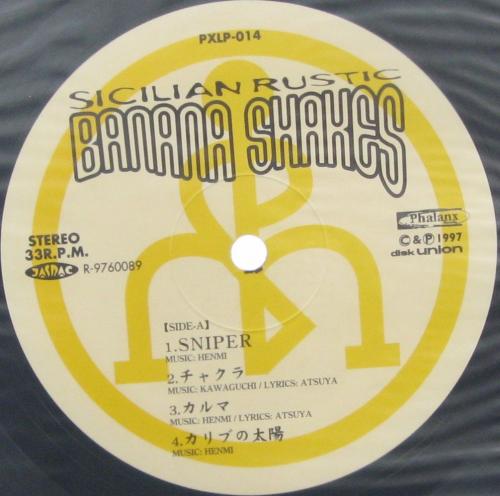 PXLP-014
SICILIAN RUSTIC
BANANA SHAKES
STEREO
33R.P.M.
JASRAC R-9760089
Phalanx
©&℗1997
disk union
【SIDE-A】
1.SNIPER
MUSIC: HENMI
2.チャクラ
MUSIC: KAWAGUCHI / LYRICS: ATSUYA
3.カルマ
MUSIC: HENMI / LYRICS: ATSUYA
4.カリブの太陽
MUSIC: HENMI